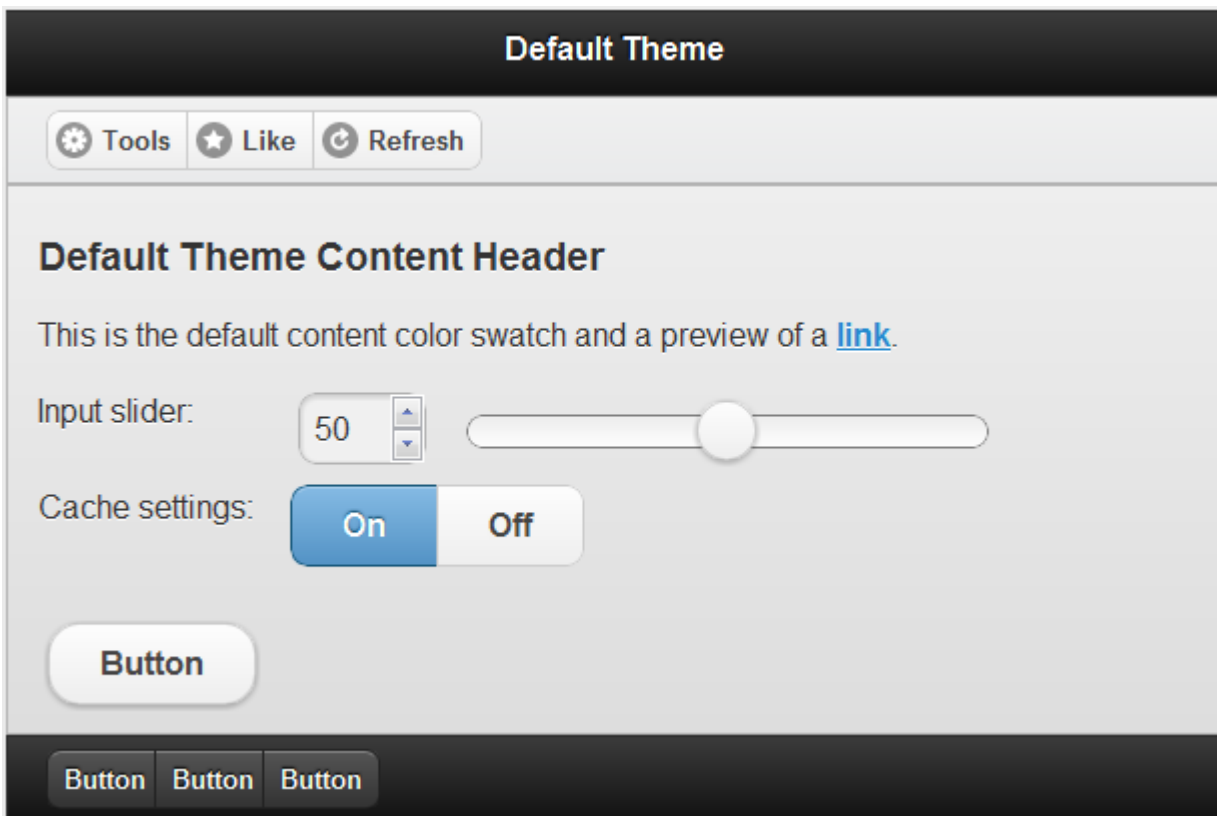 Default Theme
Tools Like Refresh
Default Theme Content Header
This is the default content color swatch and a preview of a link.
Input slider: 50
Cache settings: On Off
Button
Button Button Button